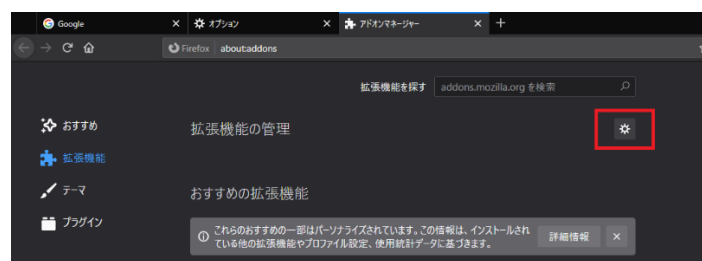 Google
オプション
アドオンマネージャー
Firefox about:addons
拡張機能を探す addons.mozilla.org を検索
おすすめ
拡張機能の管理
拡張機能
テーマ
おすすめの拡張機能
プラグイン
これらのおすすめの一部はパーソナライズされています。この情報は、インストールされ
ている他の拡張機能やプロファイル設定、使用統計データに基づきます。
詳細情報